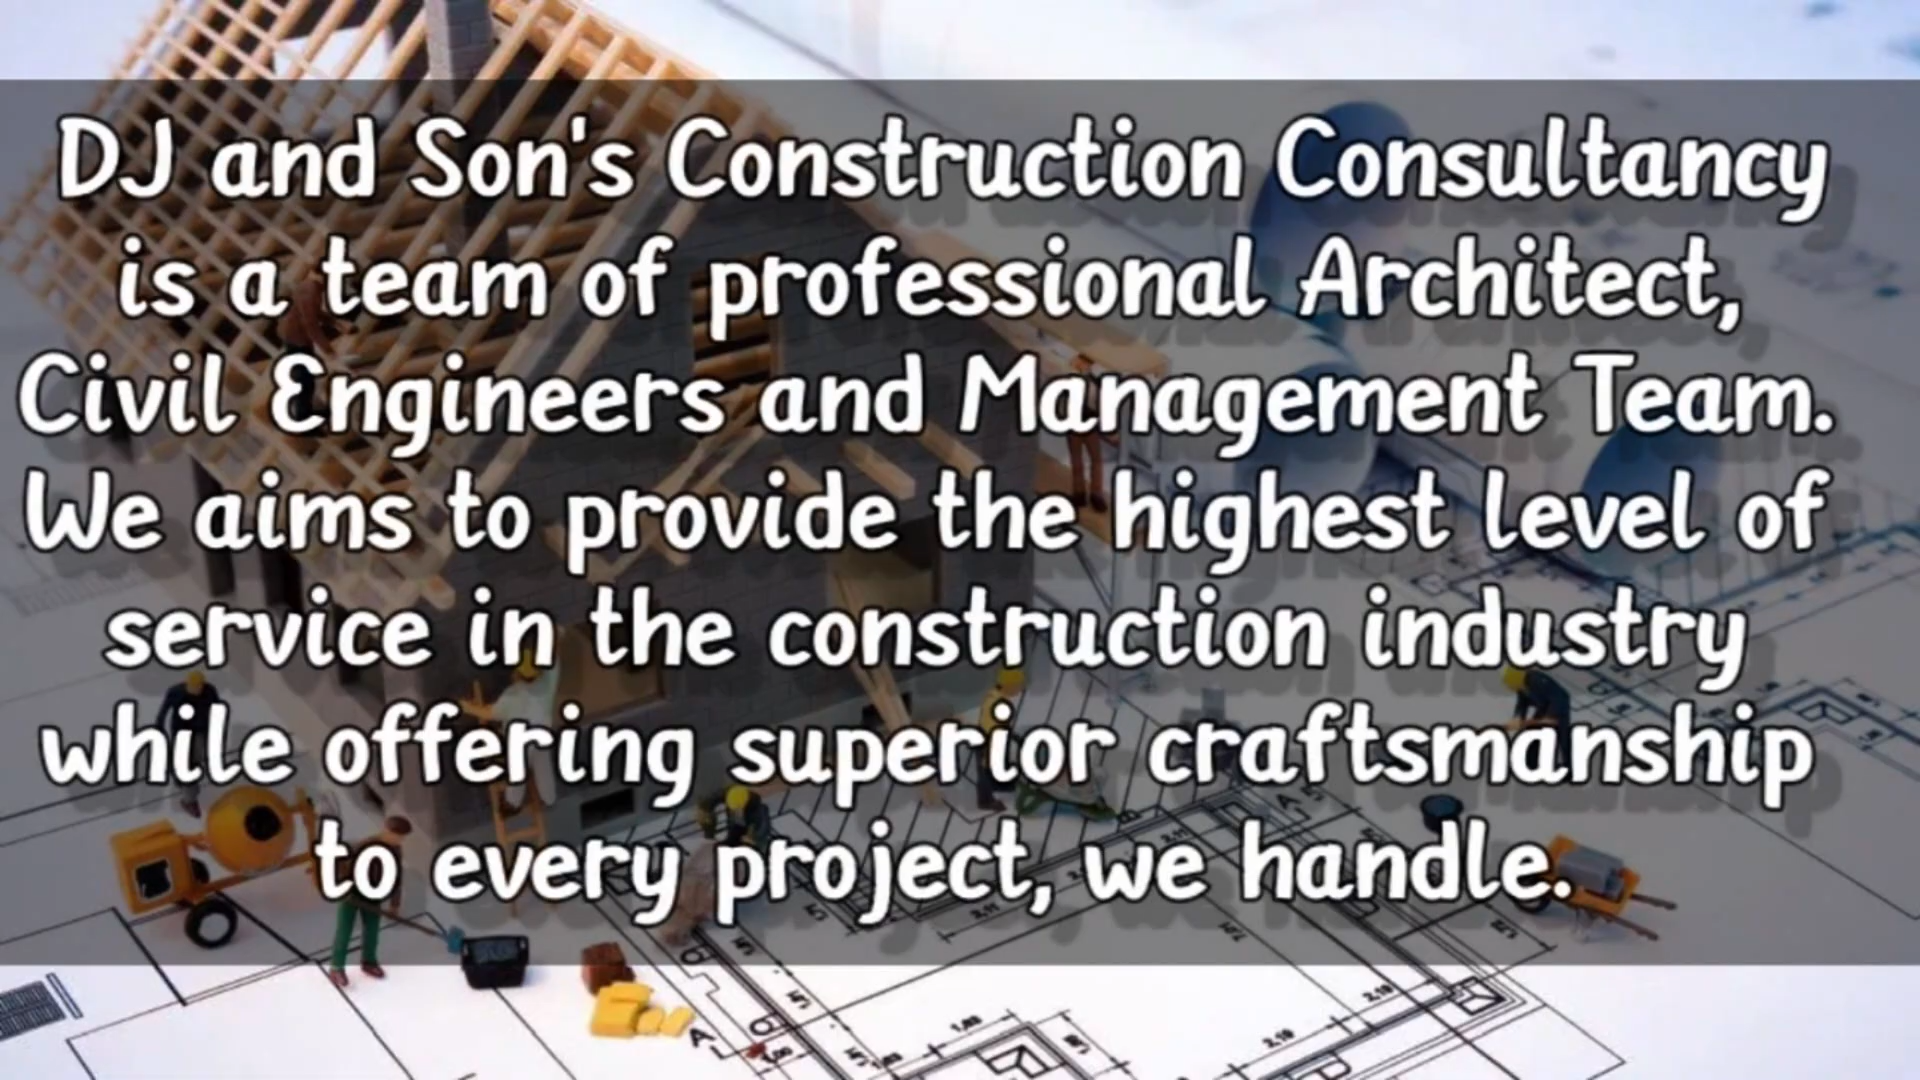 DJ and Son's Construction Consultancy
is a team of professional Architect,
Civil Engineers and Management Team.
We aims to provide the highest level of
service in the construction industry
while offering superior craftsmanship
to every project, we handle.